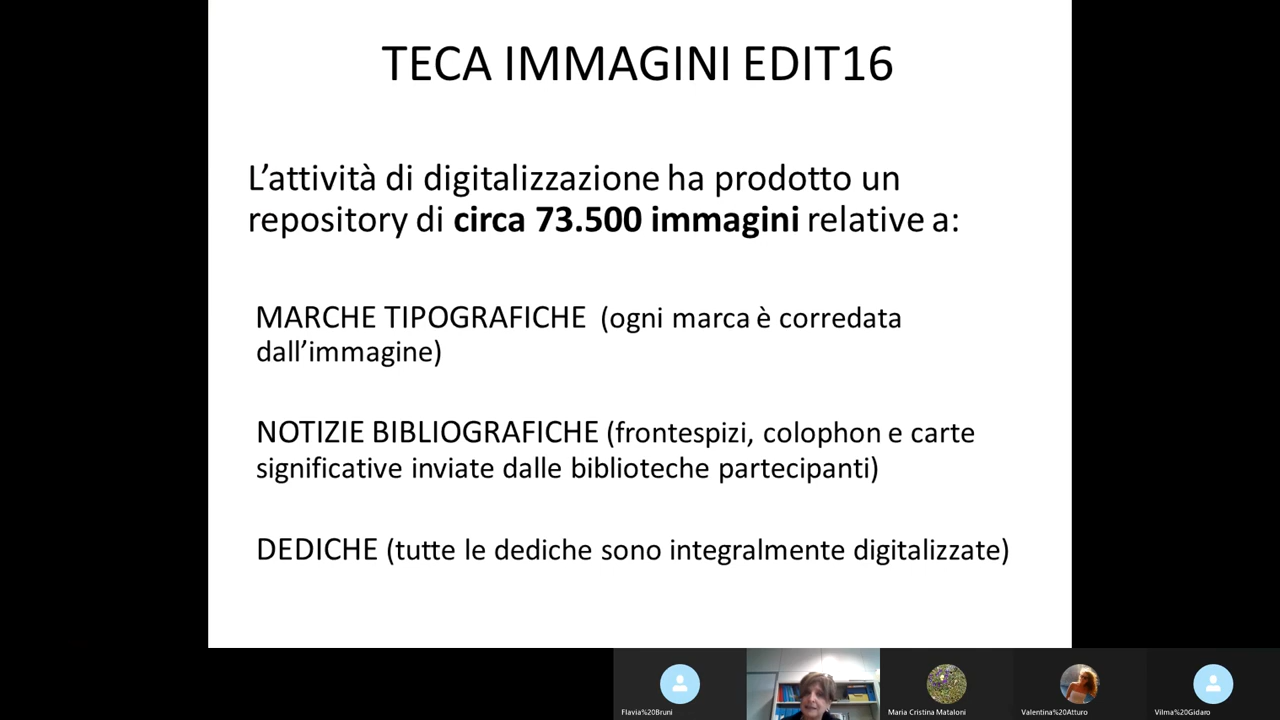 TECA IMMAGINI EDIT16
L’attività di digitalizzazione ha prodotto un
repository di circa 73.500 immagini relative a:
MARCHE TIPOGRAFICHE (ogni marca è corredata
dall’immagine)
NOTIZIE BIBLIOGRAFICHE (frontespizi, colophon e carte
significative inviate dalle biblioteche partecipanti)
DEDICHE (tutte le dediche sono integralmente digitalizzate)
Flavia%20Bruni
Maria Cristina Mataloni
Valentina%20Atturo
Vilma%20Gidaro